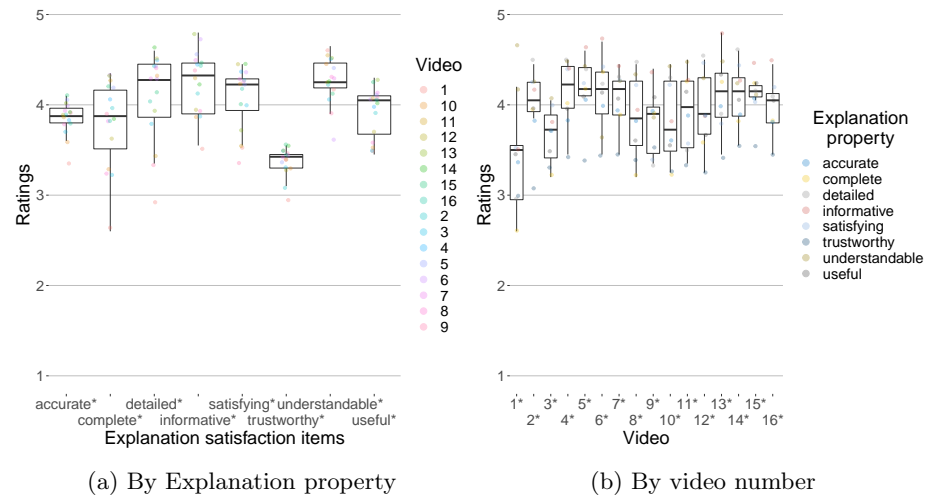 5
4
3
2
1
Ratings
accurate*
detailed*
satisfying*
understandable*
complete*
informative*
trustworthy*
useful*
Explanation satisfaction items
Video
1
10
11
12
13
14
15
16
2
3
4
5
6
7
8
9
(a) By Explanation property
5
4
3
2
1
Ratings
1* 3* 5* 7* 9* 11* 13* 15*
2* 4* 6* 8* 10* 12* 14* 16*
Video
Explanation
property
accurate
complete
detailed
informative
satisfying
trustworthy
understandable
useful
(b) By video number